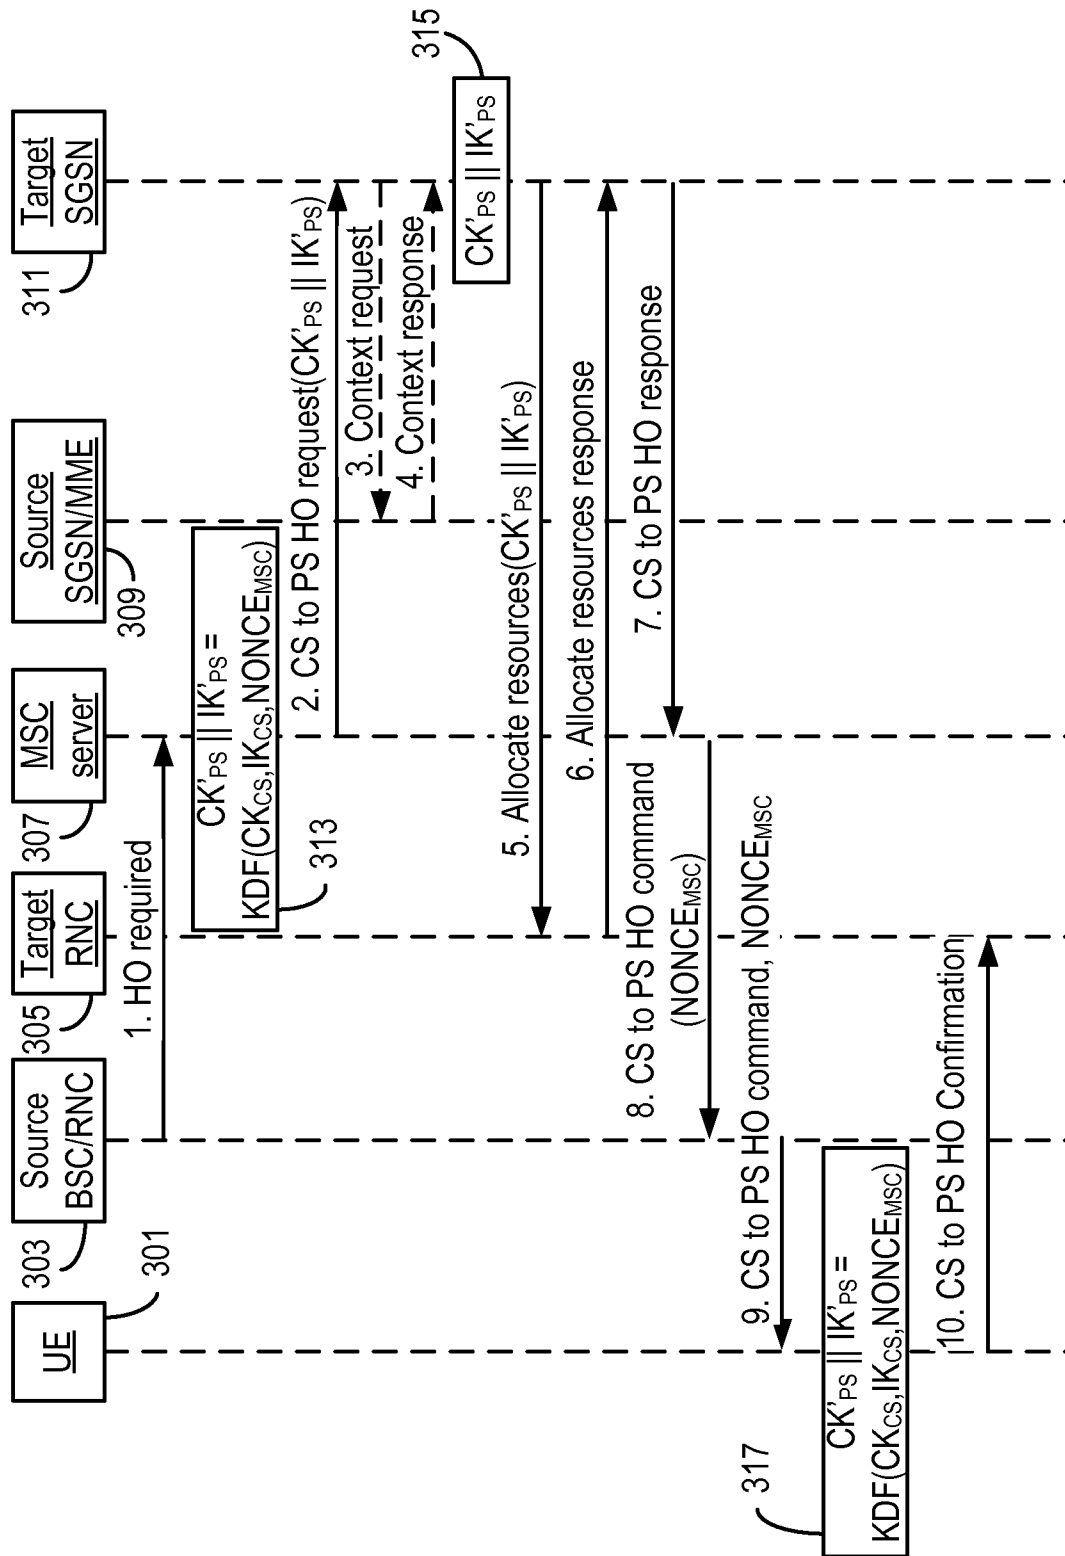 UE
301
Source
BSC/RNC
303
Target
RNC
305
MSC
server
307
Source
SGSN/MME
309
Target
SGSN
311
1. HO required
CK'PS || IK'PS =
KDF(CKCS,IKCS,NONCEMSC)
313
2. CS to PS HO request(CK'PS || IK'PS)
3. Context request
4. Context response
CK'PS || IK'PS
315
5. Allocate resources(CK'PS || IK'PS)
6. Allocate resources response
7. CS to PS HO response
8. CS to PS HO command
(NONCEMSC)
9. CS to PS HO command, NONCEMSC
CK'PS || IK'PS =
KDF(CKCS,IKCS,NONCEMSC)
317
10. CS to PS HO Confirmation